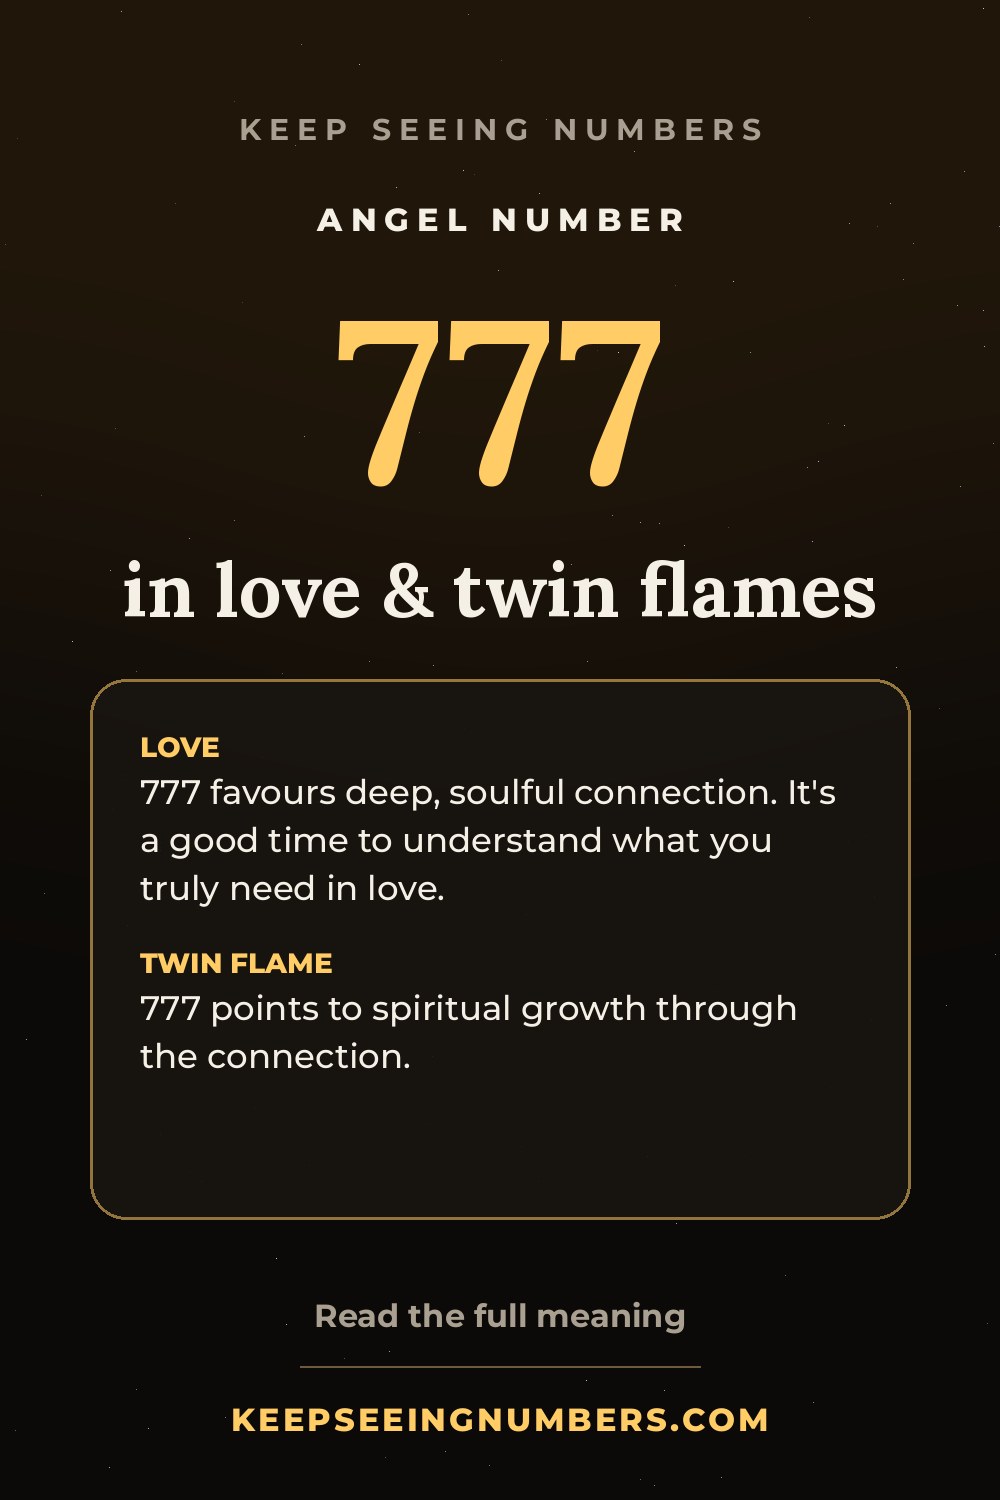 KEEP SEEING NUMBERS
ANGEL NUMBER
777
in love & twin flames
LOVE
777 favours deep, soulful connection. It's
a good time to understand what you
truly need in love.
TWIN FLAME
777 points to spiritual growth through
the connection.
Read the full meaning
KEEPSEEINGNUMBERS.COM